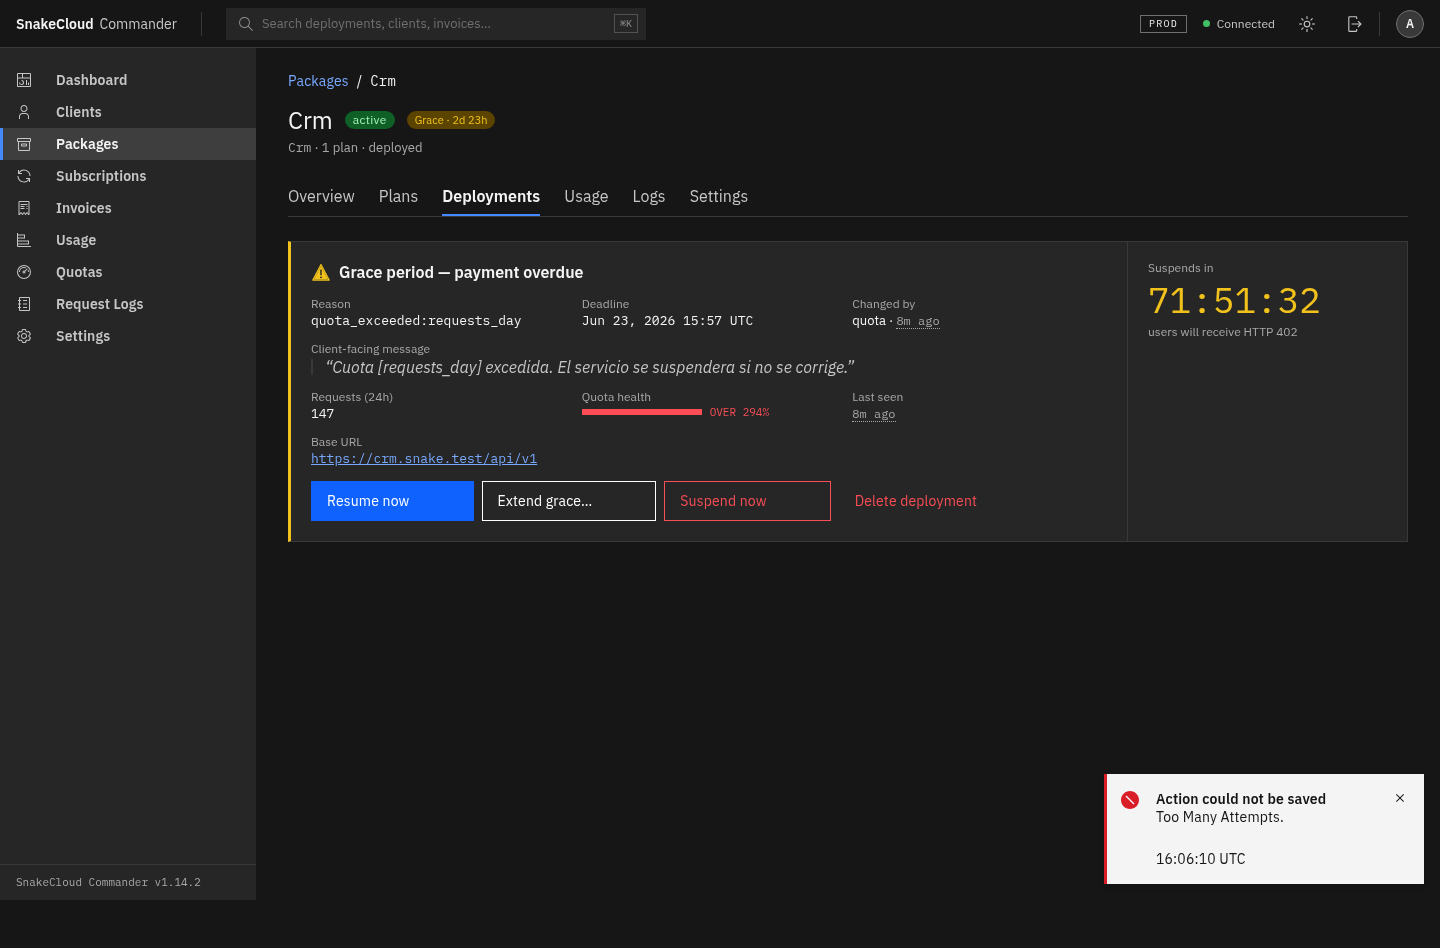 SnakeCloud Commander
Search deployments, clients, invoices...
⌘K
PROD
Connected
A
Dashboard
Clients
Packages
Subscriptions
Invoices
Usage
Quotas
Request Logs
Settings
SnakeCloud Commander v1.14.2
Packages / Crm
Crm active Grace · 2d 23h
Crm · 1 plan · deployed
Overview Plans Deployments Usage Logs Settings
Grace period — payment overdue
Reason Deadline Changed by
quota_exceeded:requests_day Jun 23, 2026 15:57 UTC quota · 8m ago
Client-facing message
“Cuota [requests_day] excedida. El servicio se suspendera si no se corrige.”
Requests (24h) Quota health Last seen
147 OVER 294% 8m ago
Base URL
https://crm.snake.test/api/v1
Resume now Extend grace... Suspend now Delete deployment
Suspends in
71:51:32
users will receive HTTP 402
Action could not be saved
Too Many Attempts.
16:06:10 UTC